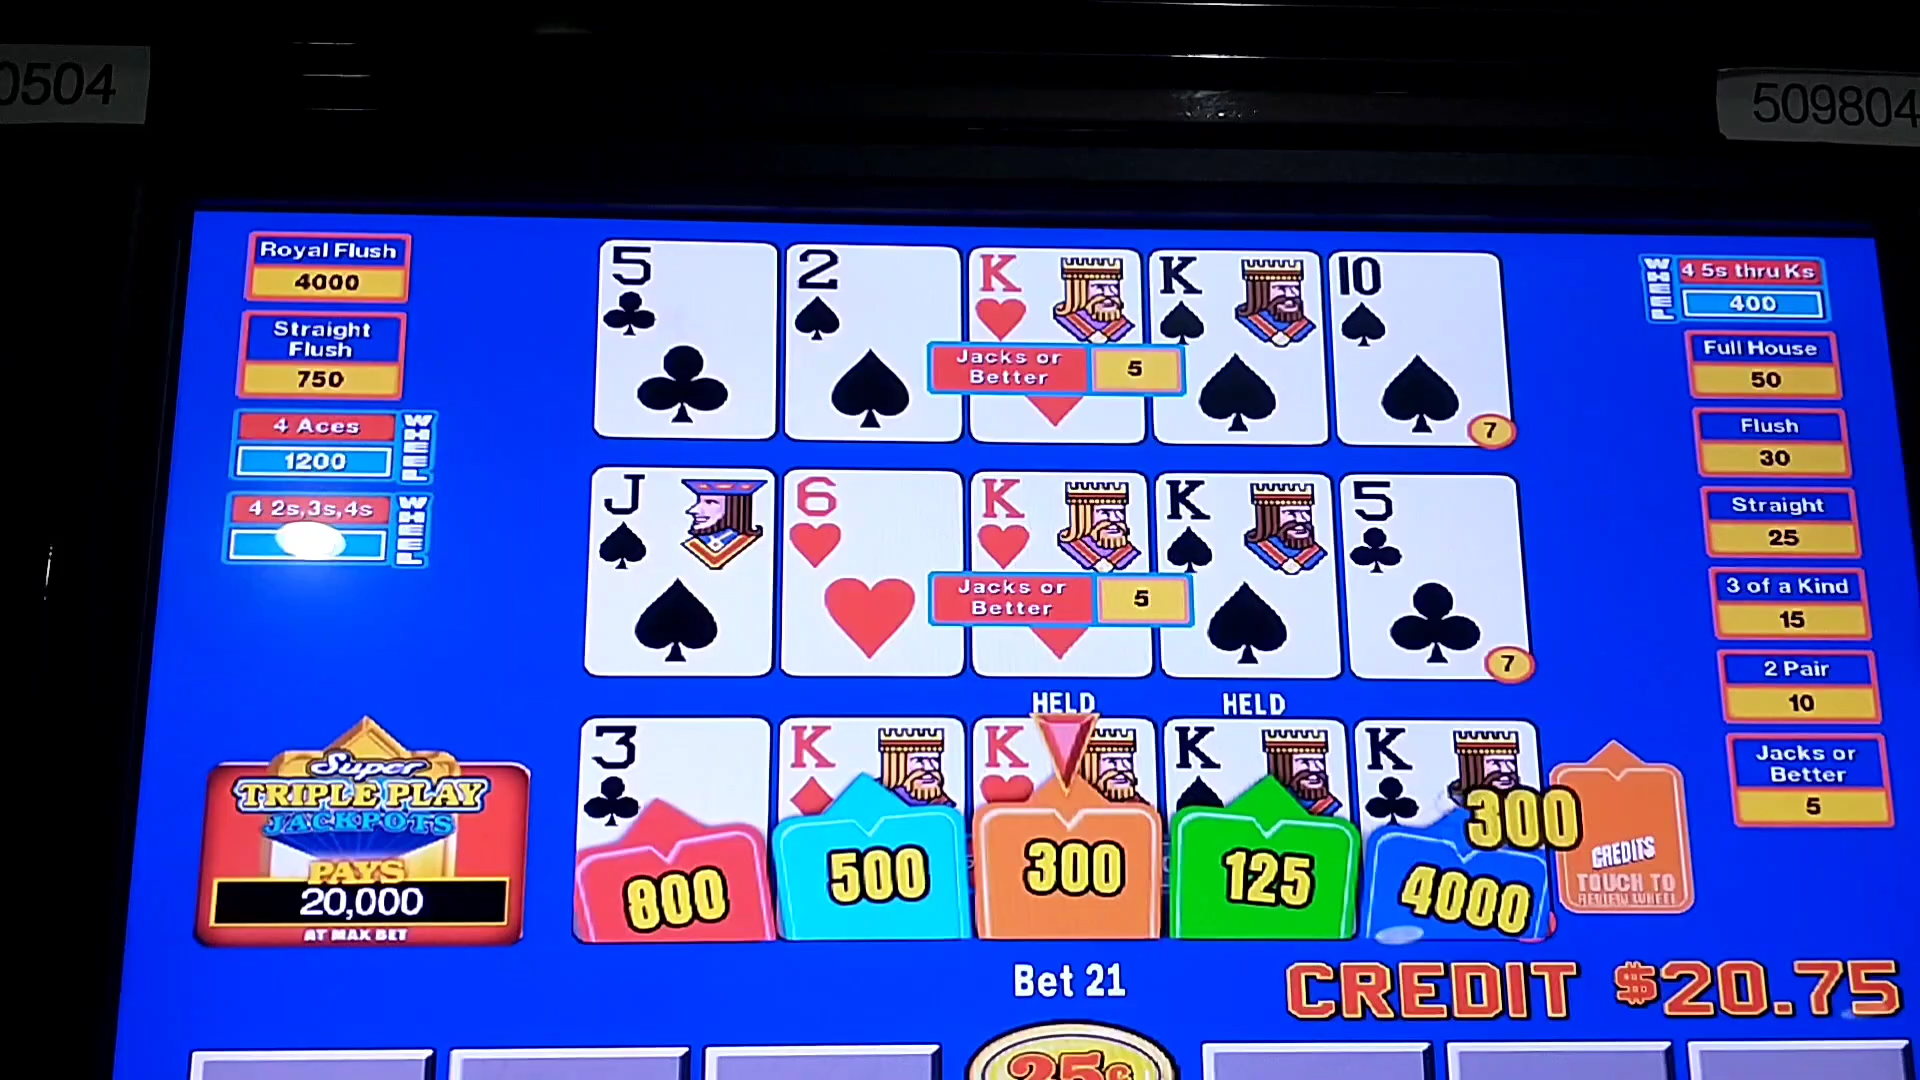 0504
509804
Royal Flush
4000
Straight
Flush
750
4 Aces
1200
WHEEL
4 2s,3s,4s
WHEEL
5
2
K
K
10
Jacks or
Better
5
7
J
6
K
K
5
Jacks or
Better
5
7
HELD
HELD
3
K
K
K
K
800
500
300
125
4000
300
CREDITS
TOUCH TO
REVIEW WHEEL
WHEEL
4 5s thru Ks
400
Full House
50
Flush
30
Straight
25
3 of a Kind
15
2 Pair
10
Jacks or
Better
5
Super
TRIPLE PLAY
JACKPOTS
PAYS
20,000
AT MAX BET
Bet 21
CREDIT $20.75
25¢